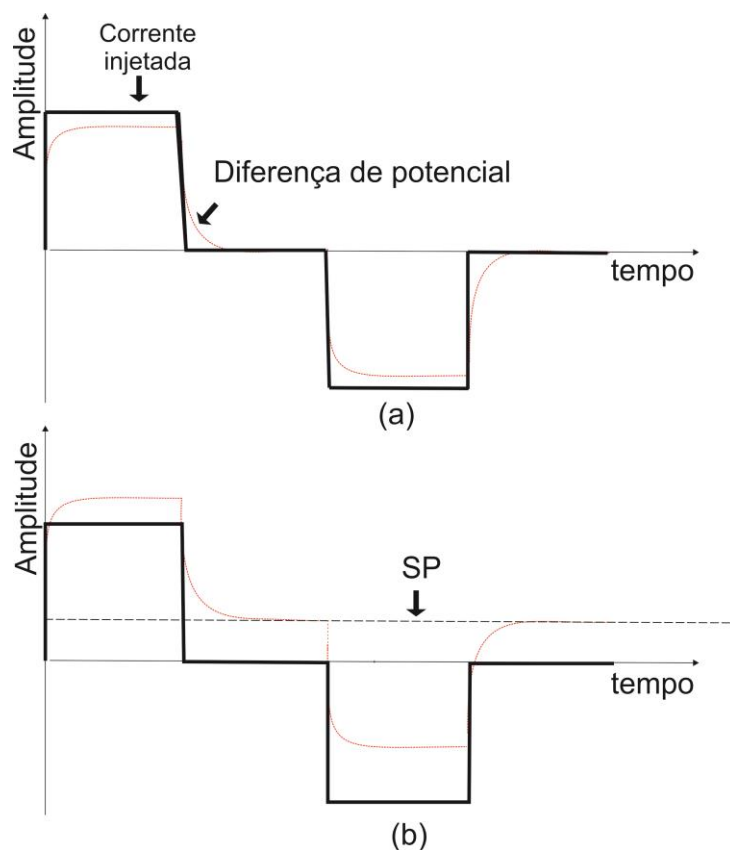 Amplitude
Corrente
injetada
Diferença de potencial
tempo
(a)
Amplitude
SP
tempo
(b)